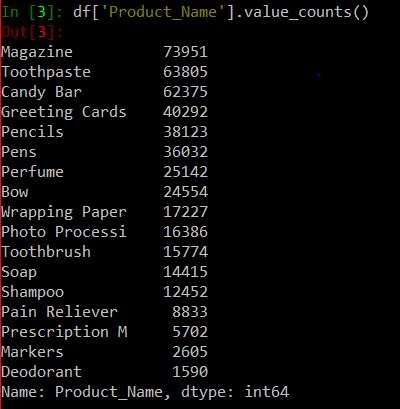 In [3]: df['Product_Name'].value_counts()
Out[3]:
Magazine 73951
Toothpaste 63805
Candy Bar 62375
Greeting Cards 40292
Pencils 38123
Pens 36032
Perfume 25142
Bow 24554
Wrapping Paper 17227
Photo Processi 16386
Toothbrush 15774
Soap 14415
Shampoo 12452
Pain Reliever 8833
Prescription M 5702
Markers 2605
Deodorant 1590
Name: Product_Name, dtype: int64